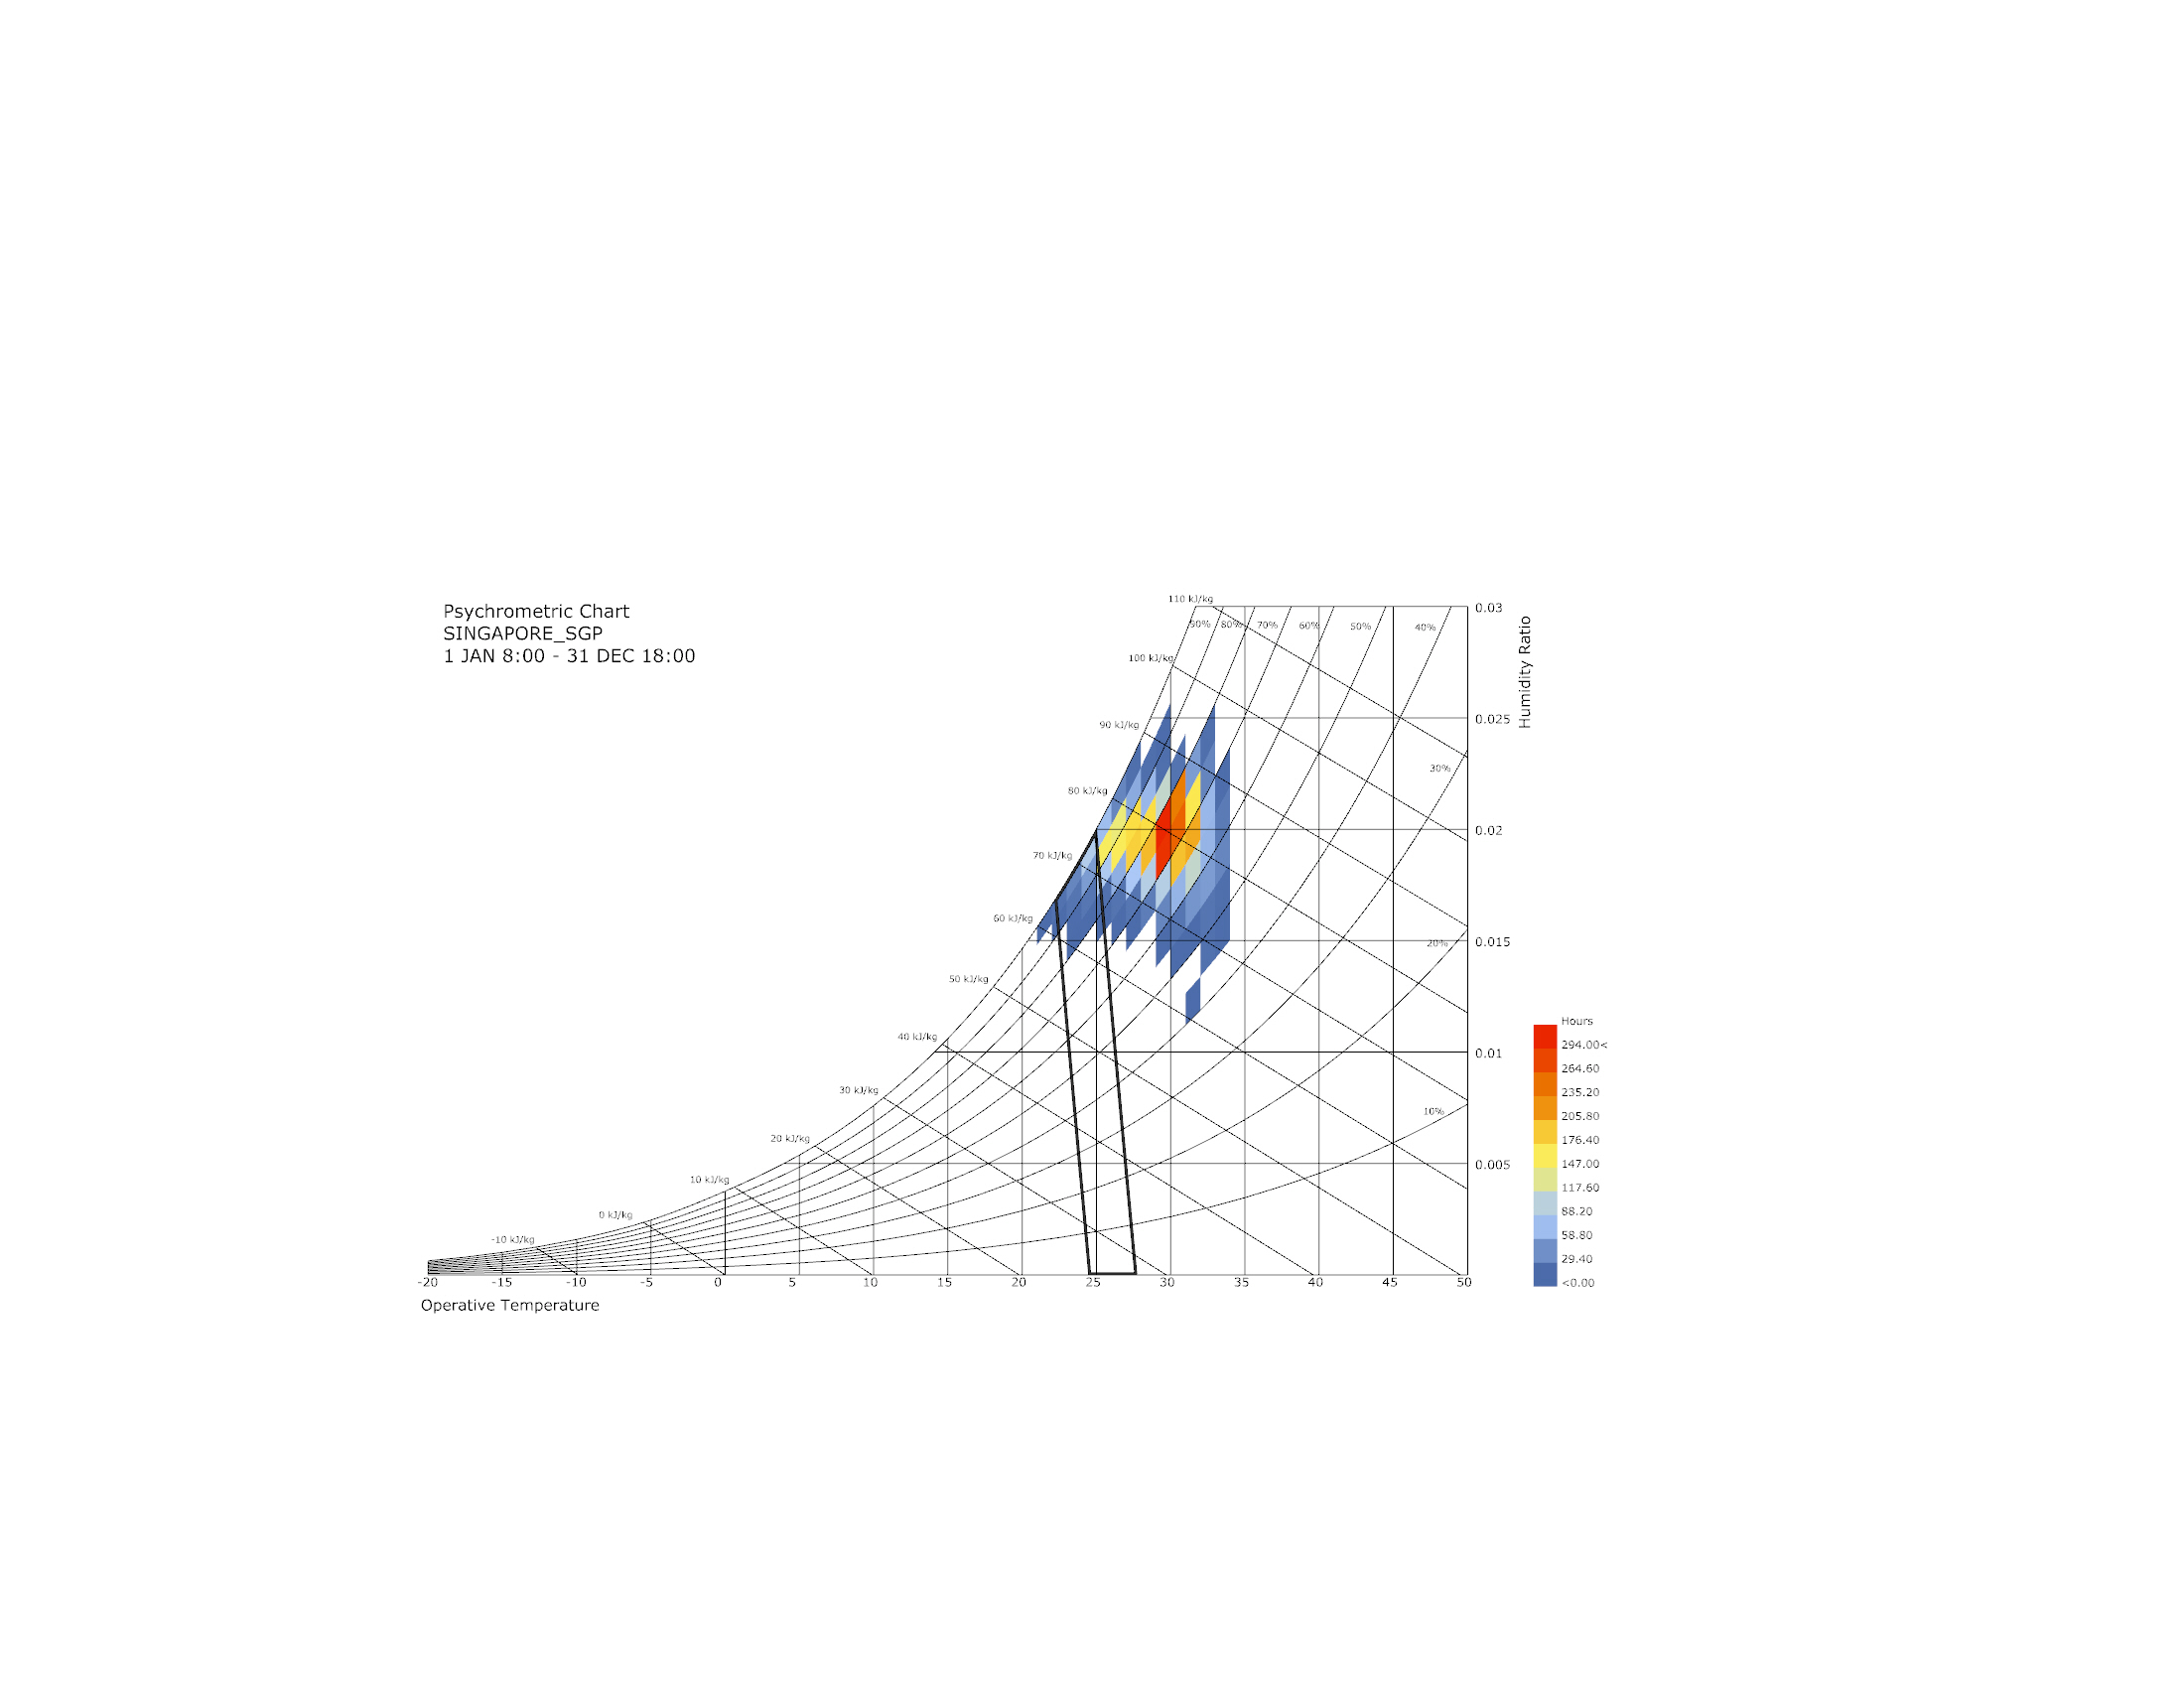 Psychrometric Chart
SINGAPORE_SGP
1 JAN 8:00 - 31 DEC 18:00
110 kJ/kg
100 kJ/kg
90 kJ/kg
80 kJ/kg
70 kJ/kg
60 kJ/kg
50 kJ/kg
40 kJ/kg
30 kJ/kg
20 kJ/kg
10 kJ/kg
0 kJ/kg
-10 kJ/kg
90% 80% 70% 60% 50% 40%
30%
20%
10%
0.03
0.025
0.02
0.015
0.01
0.005
Humidity Ratio
Hours
294.00<
264.60
235.20
205.80
176.40
147.00
117.60
88.20
58.80
29.40
<0.00
-20 -15 -10 -5 0 5 10 15 20 25 30 35 40 45 50
Operative Temperature